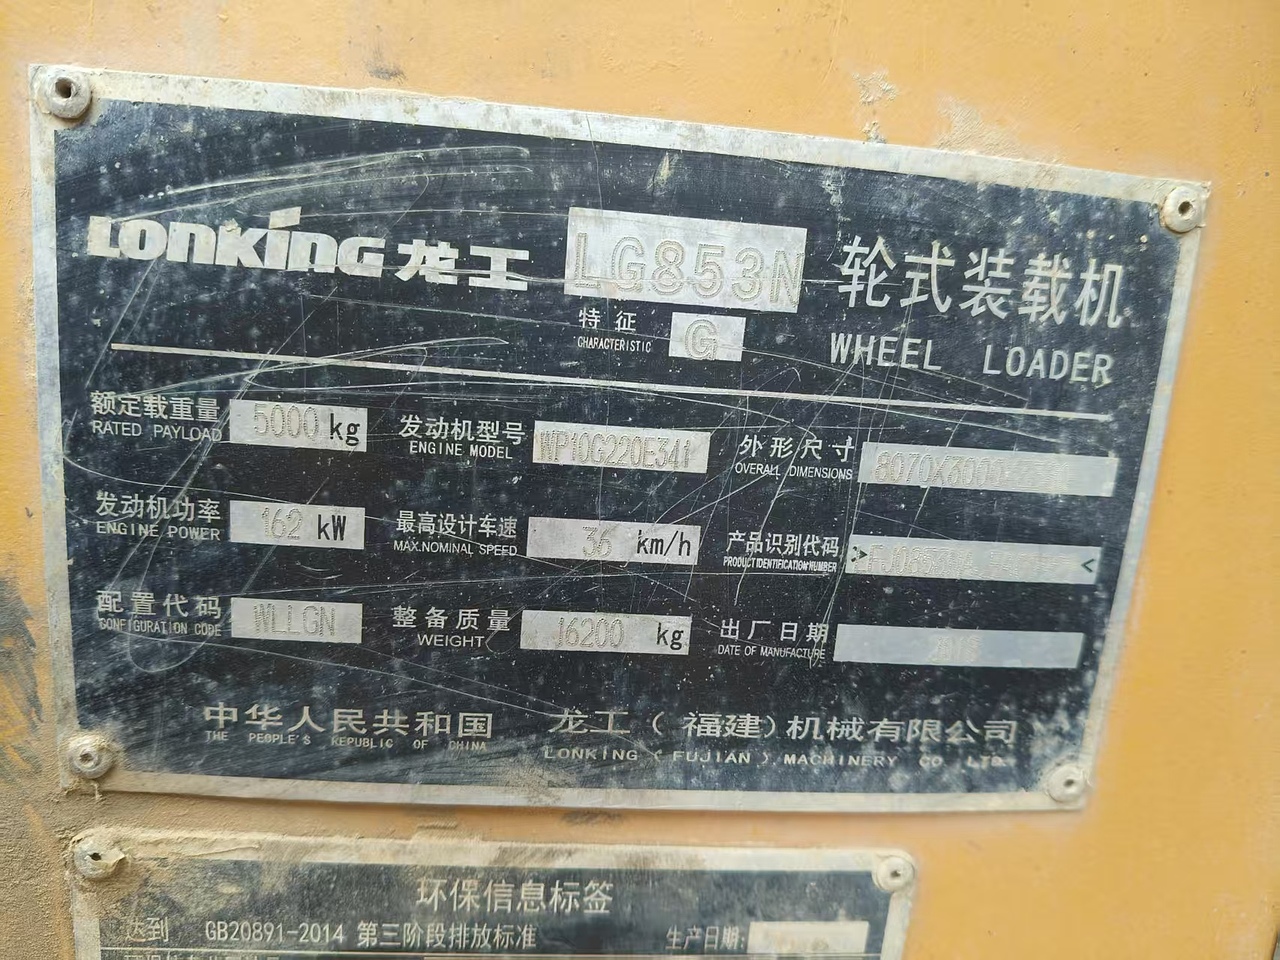 LONKING 龙工 LG853N 轮式装载机
特征
CHARACTERISTIC G WHEEL LOADER
额定载重量 5000 kg 发动机型号 WP10G220E341 外形尺寸
RATED PAYLOAD ENGINE MODEL OVERALL DIMENSIONS
发动机功率 162 kW 最高设计车速 36 km/h 产品识别代码
ENGINE POWER MAX.NOMINAL SPEED PRODUCT IDENTIFICATION NUMBER
配置代码 WLLGN 整备质量 16200 kg 出厂日期
CONFIGURATION CODE WEIGHT DATE OF MANUFACTURE
中华人民共和国 龙工(福建)机械有限公司
THE PEOPLE'S REPUBLIC OF CHINA LONKING (FUJIAN) MACHINERY CO LTD.
环保信息标签
达到 GB20891-2014 第三阶段排放标准 生产日期: